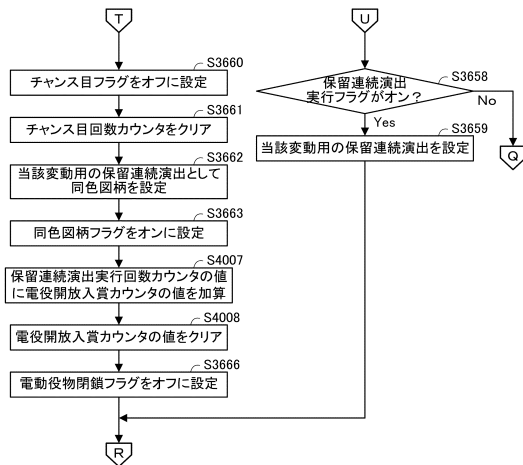 T
S3660
チャンス目フラグをオフに設定
S3661
チャンス目回数カウンタをクリア
S3662
当該変動用の保留連続演出として
同色図柄を設定
S3663
同色図柄フラグをオンに設定
S4007
保留連続演出実行回数カウンタの値
に電役開放入賞カウンタの値を加算
S4008
電役開放入賞カウンタの値をクリア
S3666
電動役物閉鎖フラグをオフに設定
R
U
S3658
保留連続演出
実行フラグがオン?
No
Yes
Q
S3659
当該変動用の保留連続演出を設定